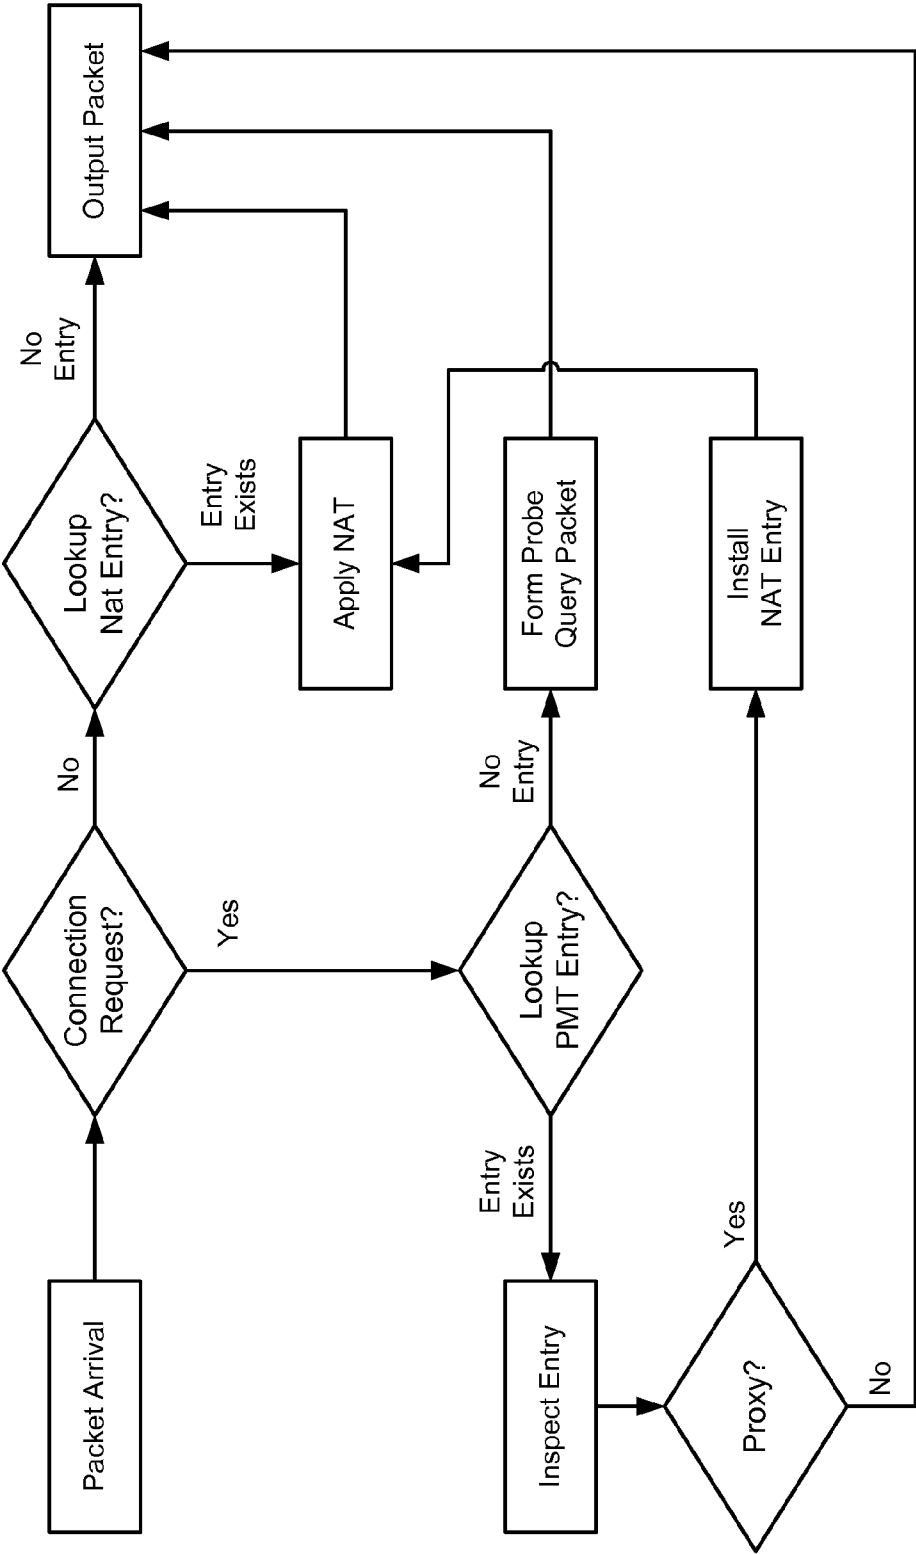 Packet Arrival
Connection
Request?
No
Lookup
Nat Entry?
No
Entry
Output Packet
Yes
Entry
Exists
Apply NAT
Inspect Entry
Entry
Exists
Lookup
PMT Entry?
No
Entry
Form Probe
Query Packet
Proxy?
Yes
Install
NAT Entry
No